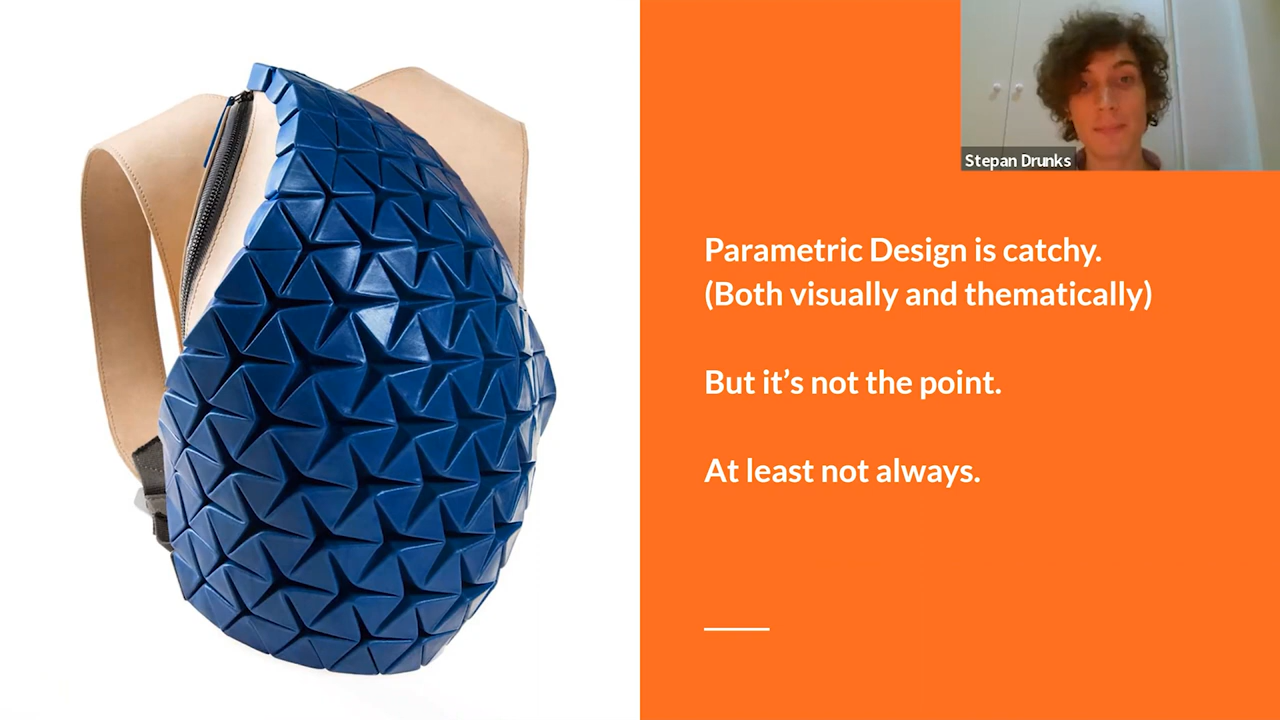 Stepan Drunks
Parametric Design is catchy.
(Both visually and thematically)
But it’s not the point.
At least not always.